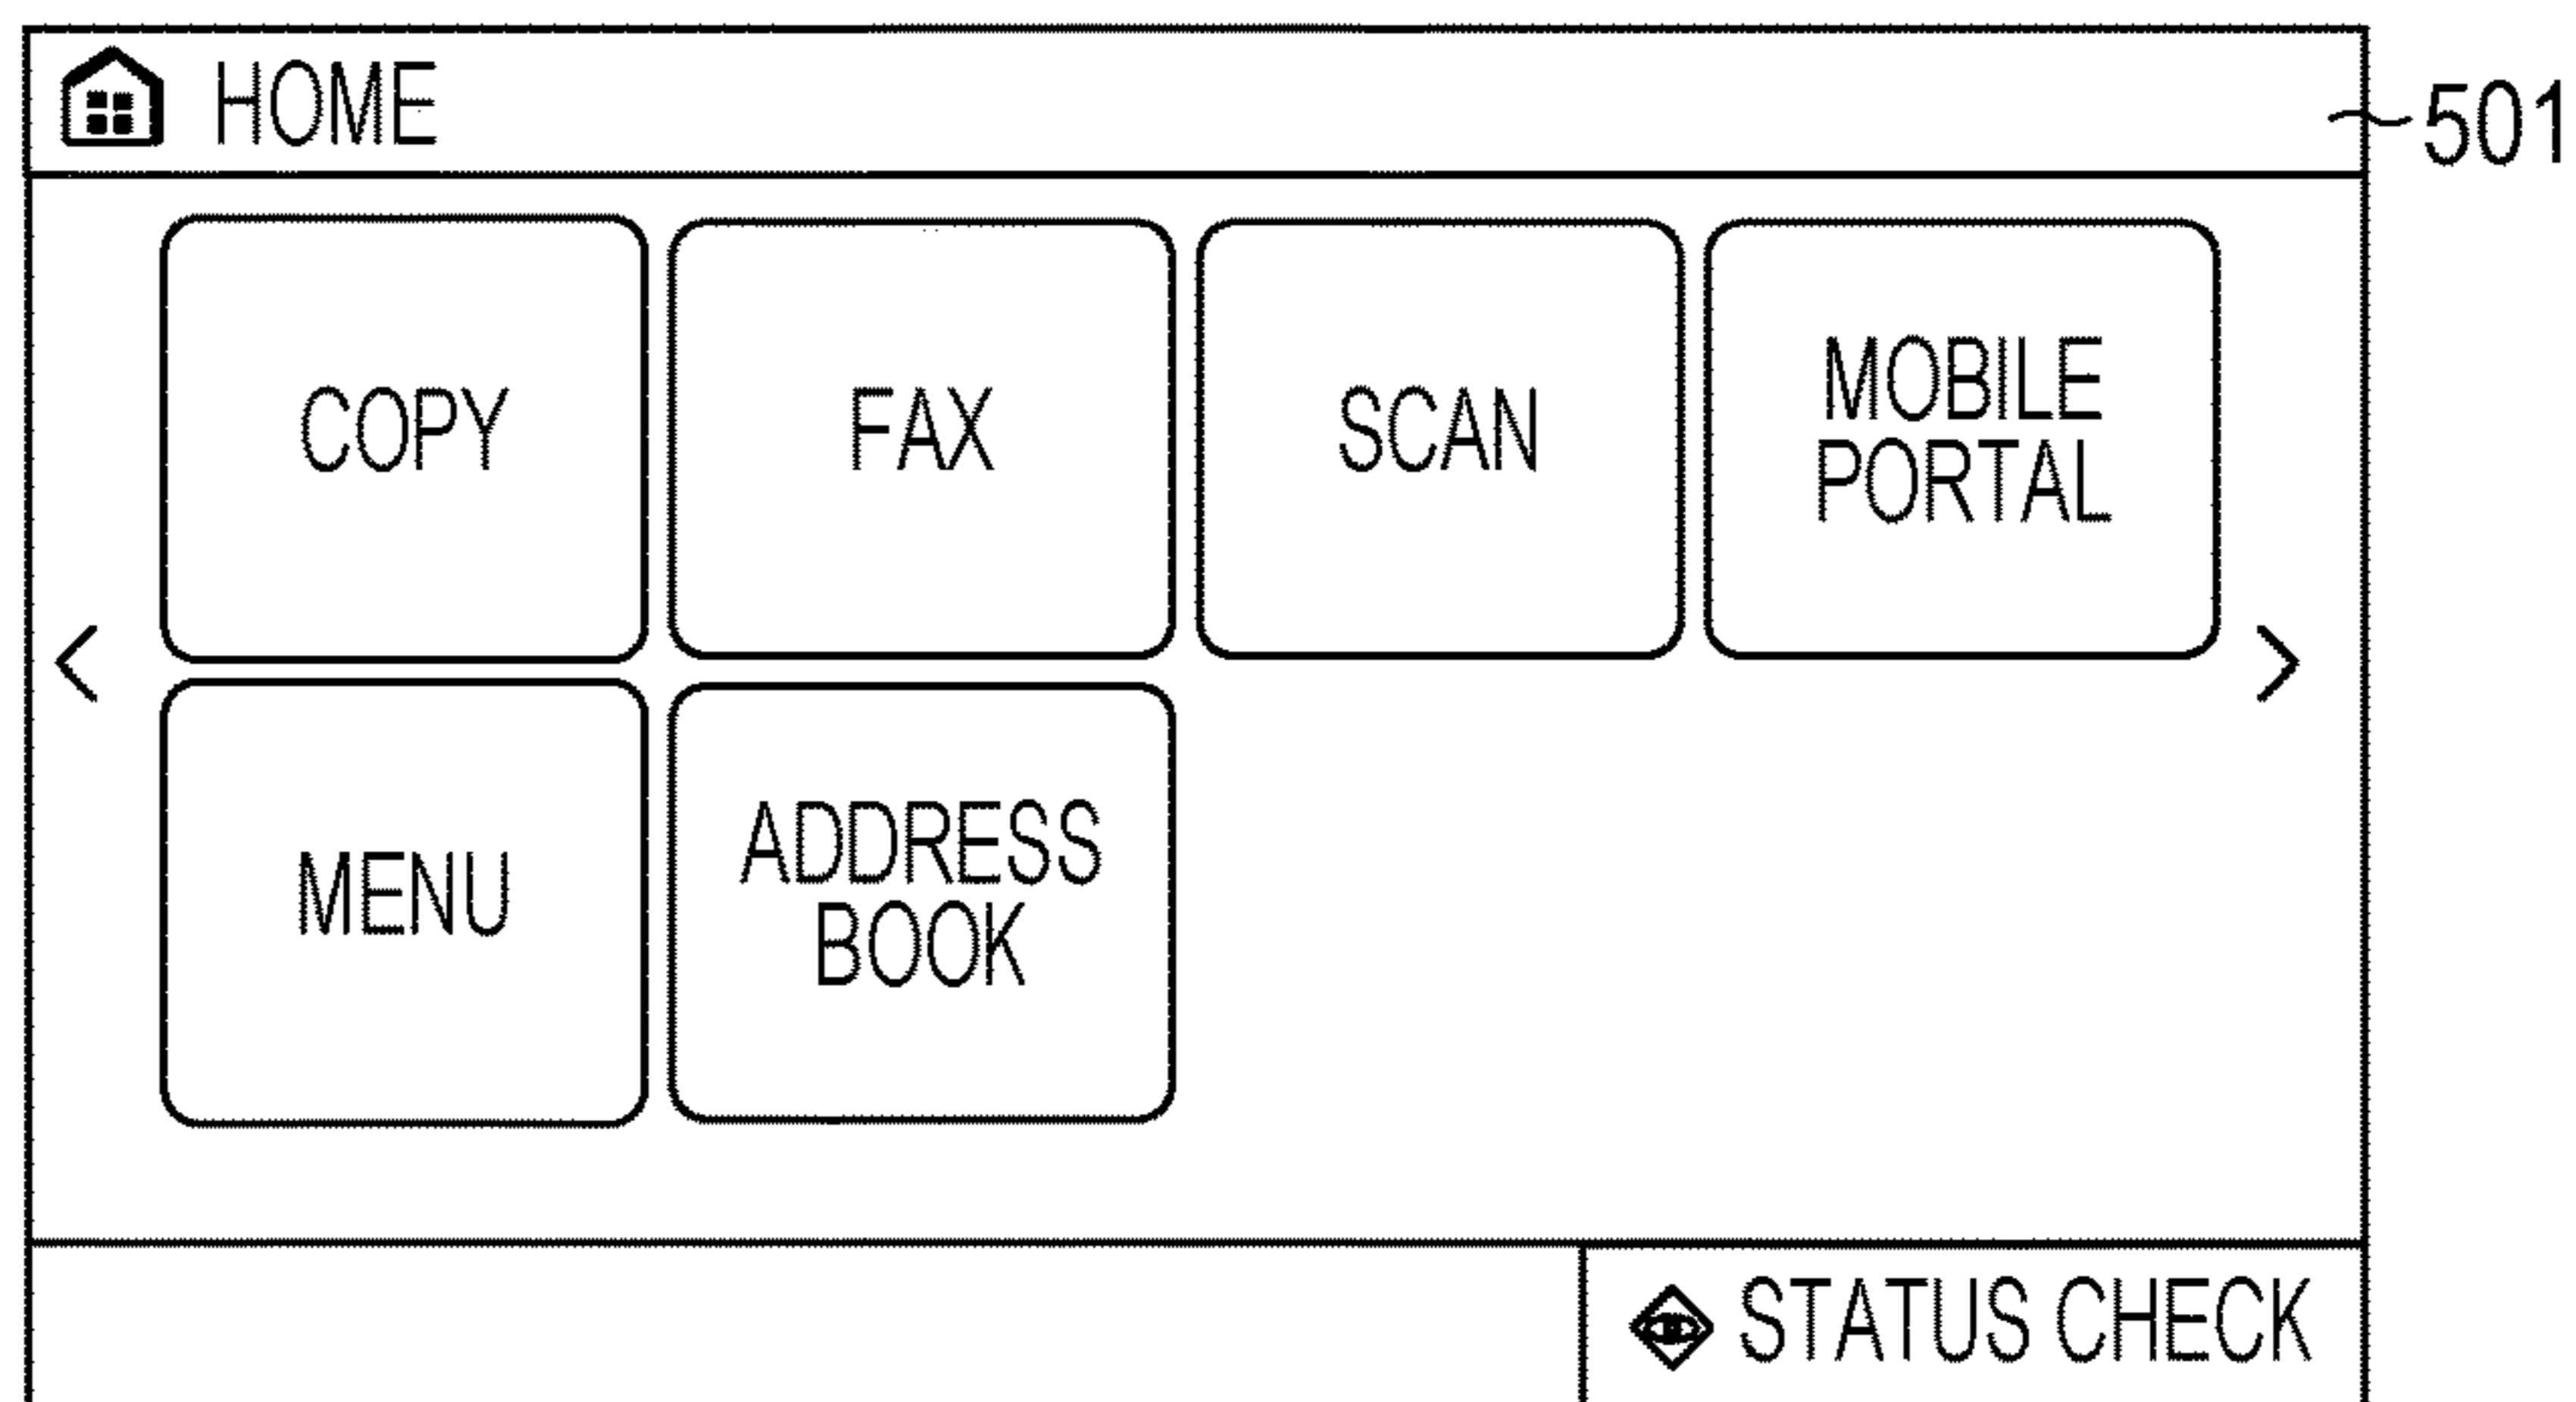 HOME
501
COPY
FAX
SCAN
MOBILE
PORTAL
MENU
ADDRESS
BOOK
STATUS CHECK